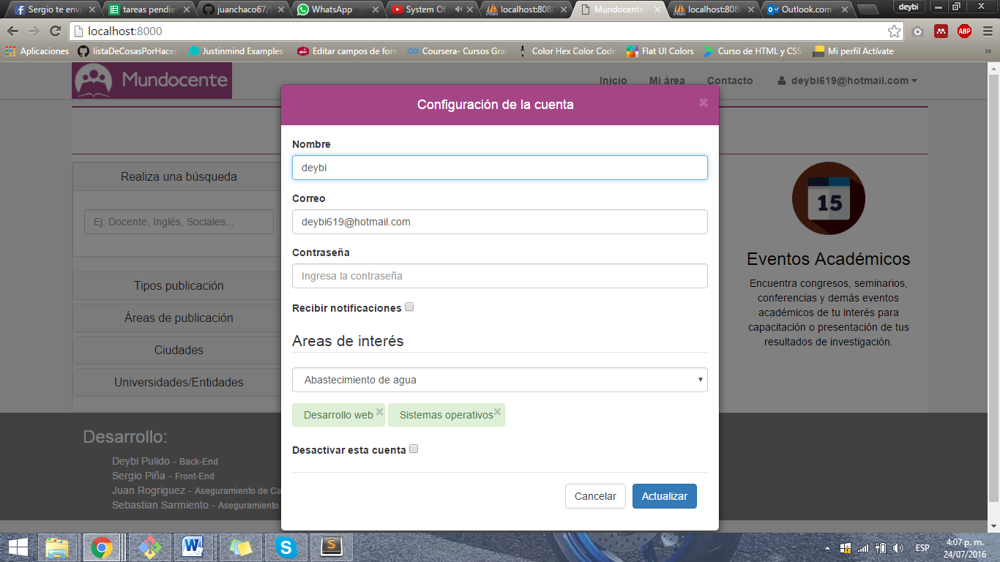 Sergio te envi
tareas pendie
juanchaco67/
WhatsApp
System Of
localhost:808
Mundocente
localhost:808
Outlook.com
deybi
localhost:8000
ABP
Aplicaciones
listaDeCosasPorHacer
Justinmind Examples
Editar campos de form
Coursera- Cursos Grat
Color Hex Color Code
Flat UI Colors
Curso de HTML y CSS
Mi perfil Actívate
»
Mundocente
Inicio
Mi área
Contacto
deybi619@hotmail.com
Configuración de la cuenta
Nombre
deybi
Correo
deybi619@hotmail.com
Contraseña
Ingresa la contraseña
Recibir notificaciones
Areas de interés
Abastecimiento de agua
Desarrollo web
Sistemas operativos
Desactivar esta cuenta
Cancelar
Actualizar
Realiza una búsqueda
Ej: Docente, Inglés, Sociales...
Tipos publicación
Áreas de publicación
Ciudades
Universidades/Entidades
15
Eventos Académicos
Encuentra congresos, seminarios,
conferencias y demás eventos
académicos de tu interés para
capacitación o presentación de tus
resultados de investigación.
Desarrollo:
Deybi Pulido - Back-End
Sergio Piña - Front-End
Juan Rogriguez - Aseguramiento de Ca
Sebastian Sarmiento - Aseguramiento
ESP
4:07 p. m.
24/07/2016